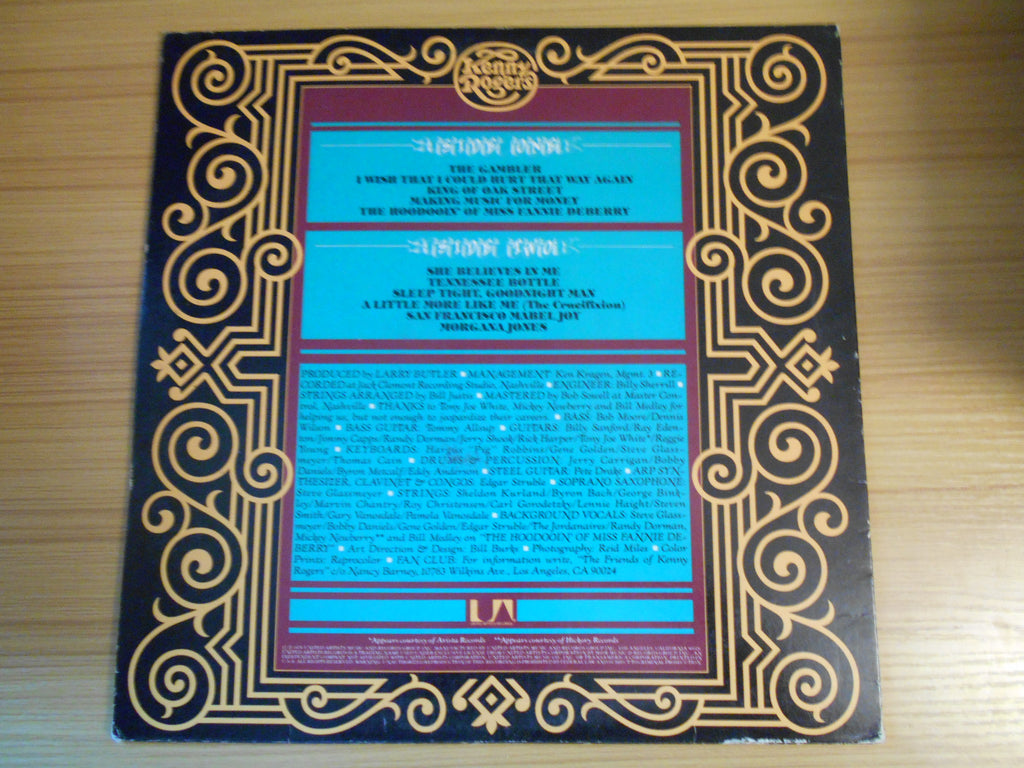 Kenny
Rogers
SIDE ONE
THE GAMBLER
I WISH THAT I COULD HURT THAT WAY AGAIN
KING OF OAK STREET
MAKING MUSIC FOR MONEY
THE HOODOOIN' OF MISS FANNIE DEBERRY
SIDE TWO
SHE BELIEVES IN ME
TENNESSEE BOTTLE
SLEEP TIGHT, GOODNIGHT MAN
A LITTLE MORE LIKE ME (The Crucifixion)
SAN FRANCISCO MABEL JOY
MORGANA JONES
PRODUCED by LARRY BUTLER MANAGEMENT: Ken Kragen, Mgmt. 3 RE-
CORDED at Jack Clement Recording Studio, Nashville ENGINEER: Billy Sherrill
STRINGS ARRANGED by Bill Justis MASTERED by Bob Sowell at Master Con-
trol, Nashville THANKS to Tony Joe White, Mickey Newberry and Bill Medley for
helping us, but not enough to jeopardize their careers. BASS: Bob Moore/Dennis
Wilson BASS GUITAR: Tommy Allsup GUITARS: Billy Sanford/Ray Eden-
ton/Jimmy Capps/Randy Dorman/Jerry Shook/Rick Harper/Tony Joe White*/Reggie
Young KEYBOARDS: Hargus "Pig" Robbins/Gene Golden/Steve Glass-
meyer/Thomas Cain DRUMS & PERCUSSION: Jerry Carrigan/Bobby
Daniels/Byron Metcalf/Eddy Anderson STEEL GUITAR: Pete Drake ARP SYN-
THESIZER, CLAVINET & CONGOS: Edgar Struble SOPRANO SAXOPHONE:
Steve Glassmeyer STRINGS: Sheldon Kurland/Byron Bach/George Bink-
ley/Marvin Chantry/Roy Christensen/Carl Gorodetzky/Lennie Haight/Steven
Smith/Gary Vanosdale/Pamela Vanosdale BACKGROUND VOCALS: Steve Glass-
meyer/Bobby Daniels/Gene Golden/Edgar Struble/The Jordanaires/Randy Dorman,
Mickey Newberry** and Bill Medley on "THE HOODOOIN' OF MISS FANNIE DE-
BERRY" Art Direction & Design: Bill Burks Photography: Reid Miles Color
Prints: Reprocolor FAN CLUB: For information write, "The Friends of Kenny
Rogers" c/o Nancy Barney, 10763 Wilkins Ave., Los Angeles, CA 90024
UA
*Appears courtesy of Arista Records **Appears courtesy of Hickory Records